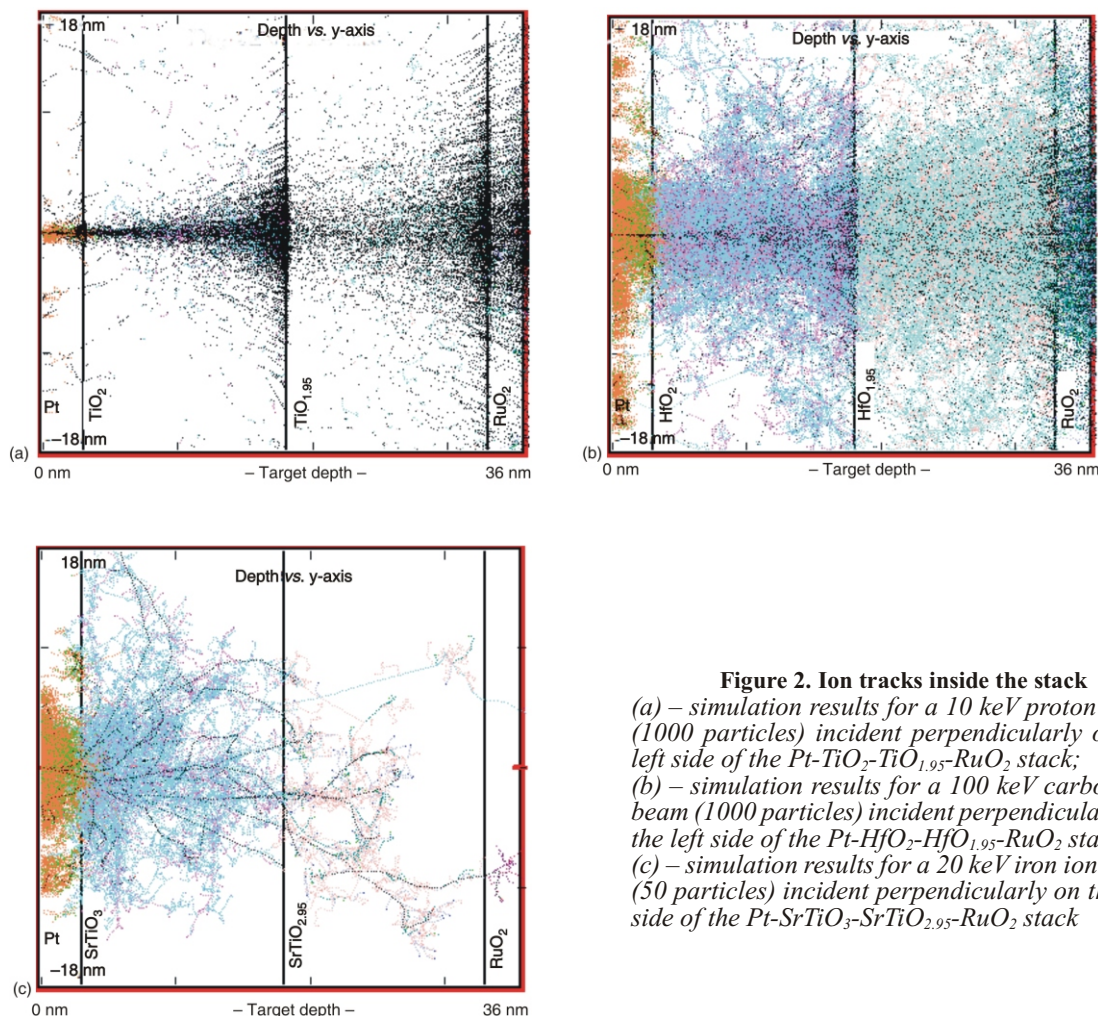 18 nm
Depth vs. y-axis
Pt
TiO2
TiO1.95
RuO2
–18 nm
(a)
0 nm
– Target depth –
36 nm
18 nm
Depth vs. y-axis
Pt
HfO2
HfO1.95
RuO2
–18 nm
(b)
0 nm
– Target depth –
36 nm
18 nm
Depth vs. y-axis
Pt
SrTiO3
SrTiO2.95
RuO2
–18 nm
(c)
0 nm
– Target depth –
36 nm
Figure 2. Ion tracks inside the stack
(a) – simulation results for a 10 keV proton
(1000 particles) incident perpendicularly
left side of the Pt-TiO2-TiO1.95-RuO2 stack;
(b) – simulation results for a 100 keV
beam (1000 particles) incident
the left side of the Pt-HfO2-HfO1.95-RuO2
(c) – simulation results for a 20 keV iron ion
(50 particles) incident perpendicularly on
side of the Pt-SrTiO3-SrTiO2.95-RuO2 stack